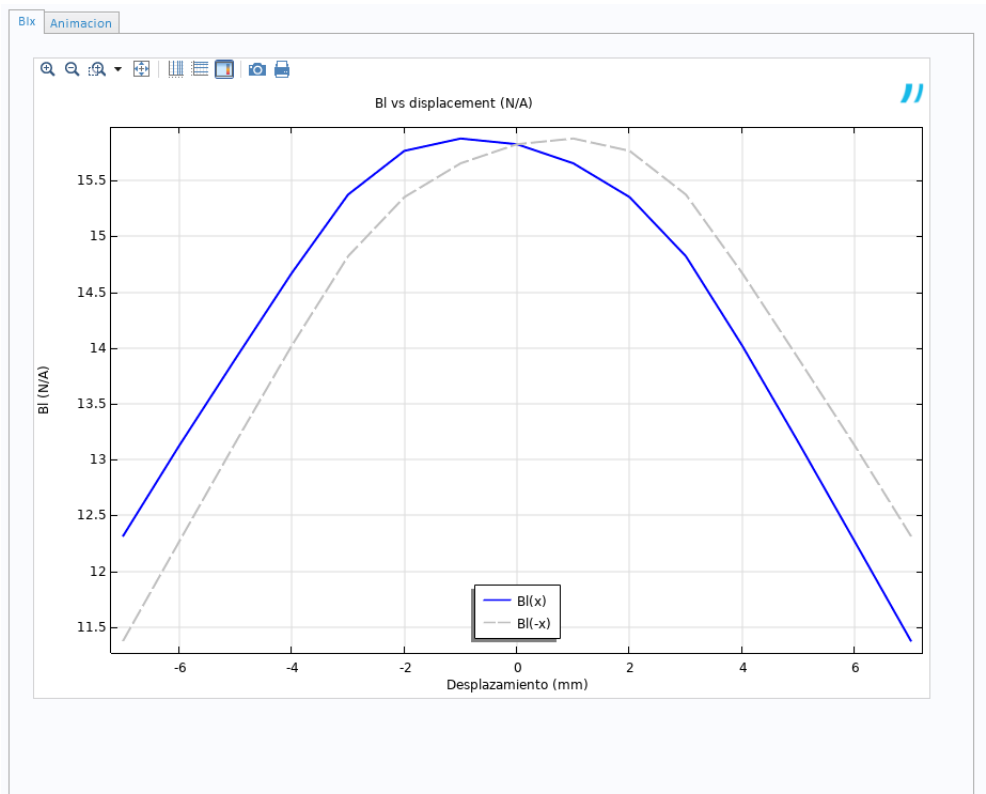 Blx Animacion
Bl vs displacement (N/A)
15.5
15
14.5
14
13.5
13
12.5
12
11.5
Bl (N/A)
Bl(x)
Bl(-x)
-6 -4 -2 0 2 4 6
Desplazamiento (mm)